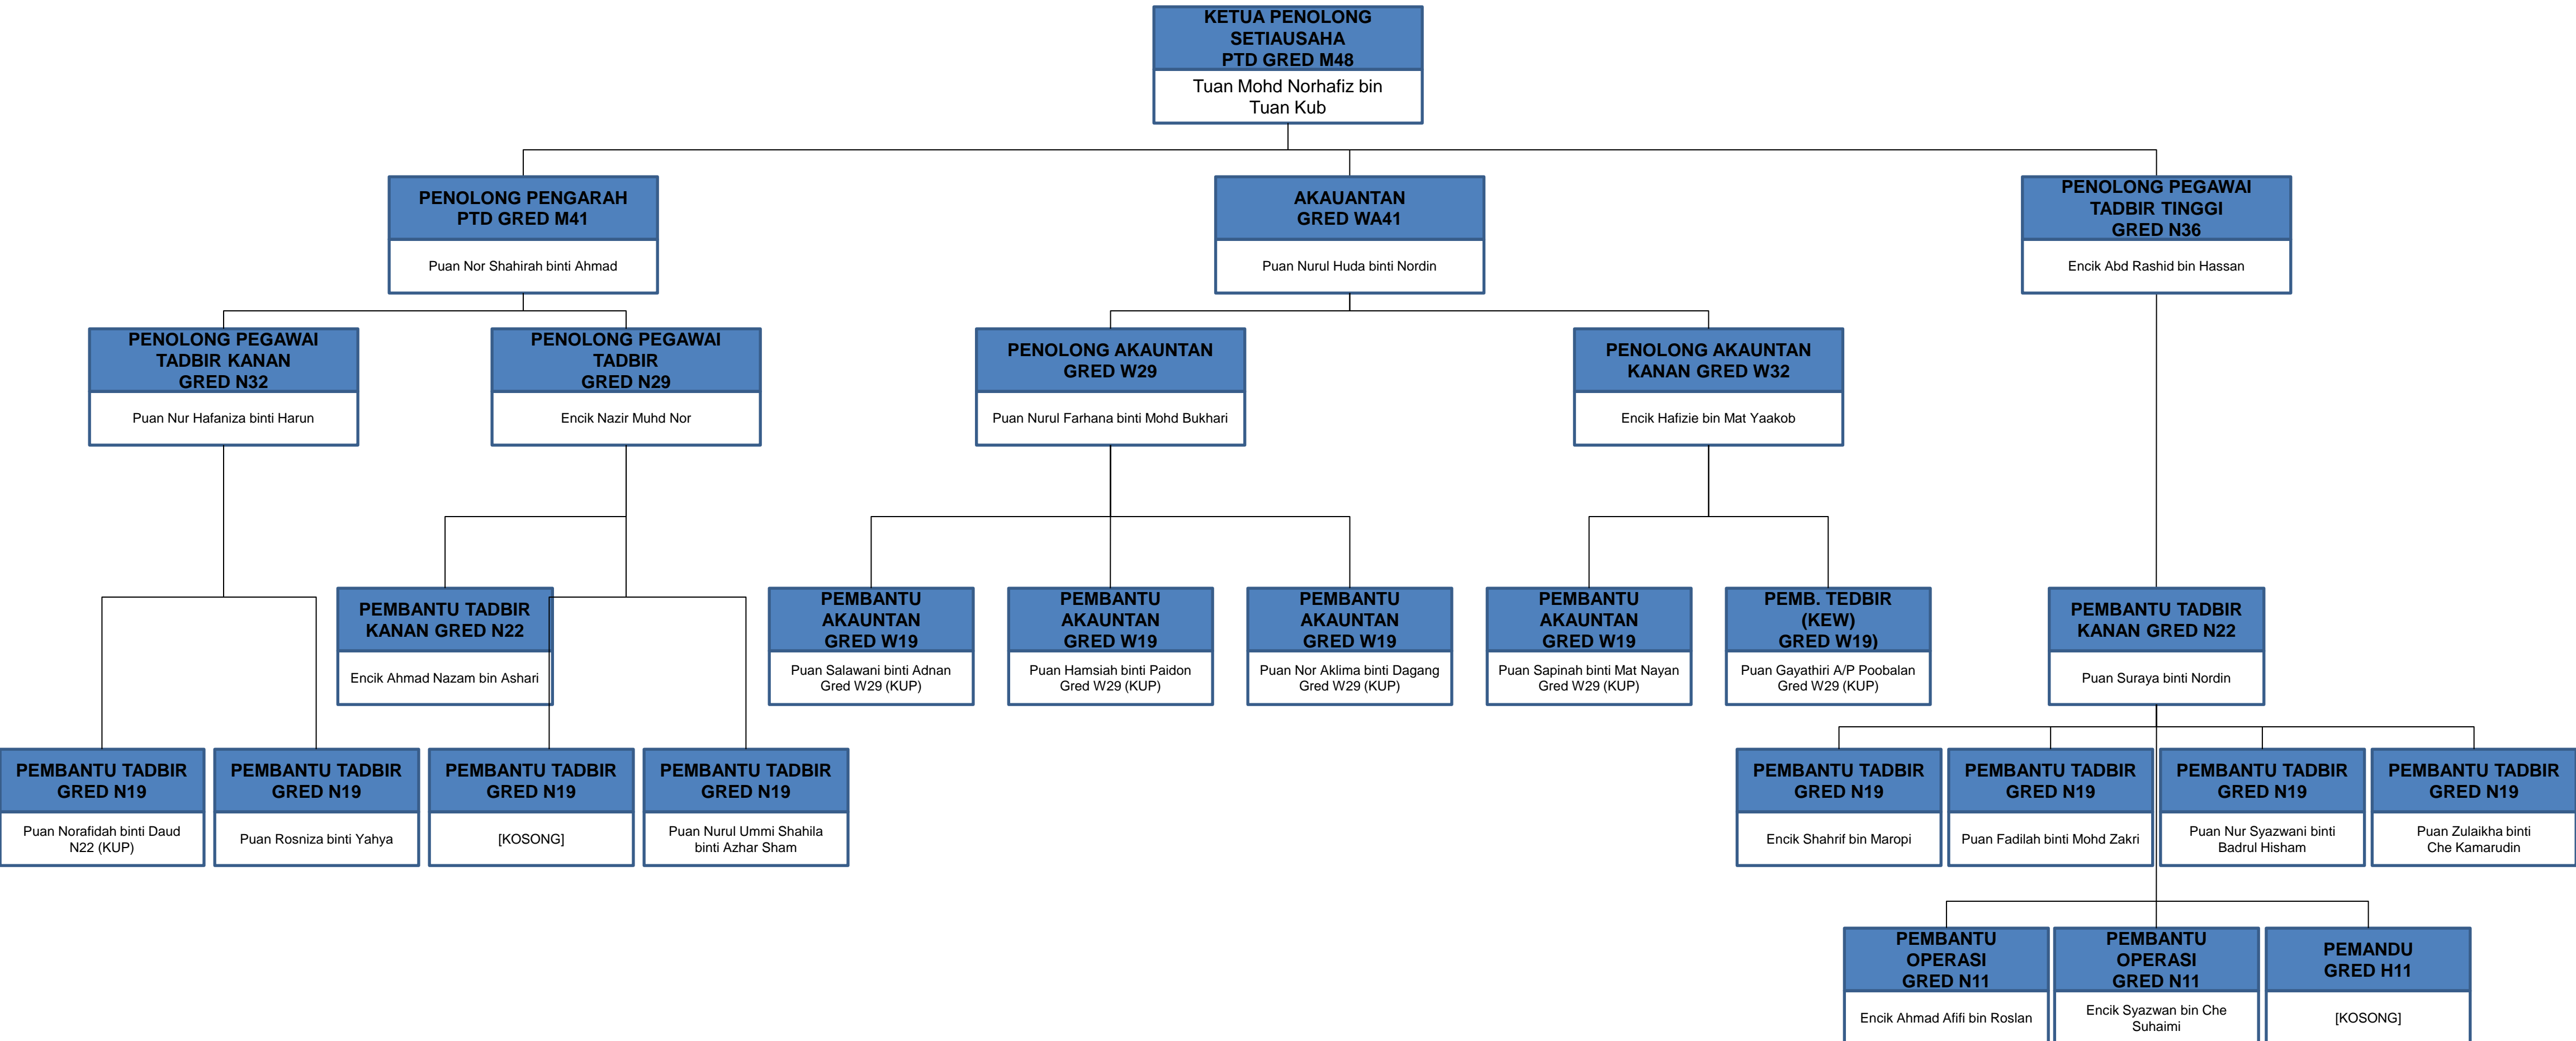 KETUA PENOLONG
SETIAUSAHA
PTD GRED M48
Tuan Mohd Norhafiz bin
Tuan Kub
PENOLONG PENGARAH
PTD GRED M41
Puan Nor Shahirah binti Ahmad
AKAUANTAN
GRED WA41
Puan Nurul Huda binti Nordin
PENOLONG PEGAWAI
TADBIR TINGGI
GRED N36
Encik Abd Rashid bin Hassan
PENOLONG PEGAWAI
TADBIR KANAN
GRED N32
Puan Nur Hafaniza binti Harun
PENOLONG PEGAWAI
TADBIR
GRED N29
Encik Nazir Muhd Nor
PENOLONG AKAUNTAN
GRED W29
Puan Nurul Farhana binti Mohd Bukhari
PENOLONG AKAUNTAN
KANAN GRED W32
Encik Hafizie bin Mat Yaakob
PEMBANTU TADBIR
KANAN GRED N22
Encik Ahmad Nazam bin Ashari
PEMBANTU
AKAUNTAN
GRED W19
Puan Salawani binti Adnan
Gred W29 (KUP)
PEMBANTU
AKAUNTAN
GRED W19
Puan Hamsiah binti Paidon
Gred W29 (KUP)
PEMBANTU
AKAUNTAN
GRED W19
Puan Nor Aklima binti Dagang
Gred W29 (KUP)
PEMBANTU
AKAUNTAN
GRED W19
Puan Sapinah binti Mat Nayan
Gred W29 (KUP)
PEMB. TEDBIR
(KEW)
GRED W19)
Puan Gayathiri A/P Poobalan
Gred W29 (KUP)
PEMBANTU TADBIR
KANAN GRED N22
Puan Suraya binti Nordin
PEMBANTU TADBIR
GRED N19
Puan Norafidah binti Daud
N22 (KUP)
PEMBANTU TADBIR
GRED N19
Puan Rosniza binti Yahya
PEMBANTU TADBIR
GRED N19
[KOSONG]
PEMBANTU TADBIR
GRED N19
Puan Nurul Ummi Shahila
binti Azhar Sham
PEMBANTU TADBIR
GRED N19
Encik Shahrif bin Maropi
PEMBANTU TADBIR
GRED N19
Puan Fadilah binti Mohd Zakri
PEMBANTU TADBIR
GRED N19
Puan Nur Syazwani binti
Badrul Hisham
PEMBANTU TADBIR
GRED N19
Puan Zulaikha binti
Che Kamarudin
PEMBANTU
OPERASI
GRED N11
Encik Ahmad Afifi bin Roslan
PEMBANTU
OPERASI
GRED N11
Encik Syazwan bin Che
Suhaimi
PEMANDU
GRED H11
[KOSONG]